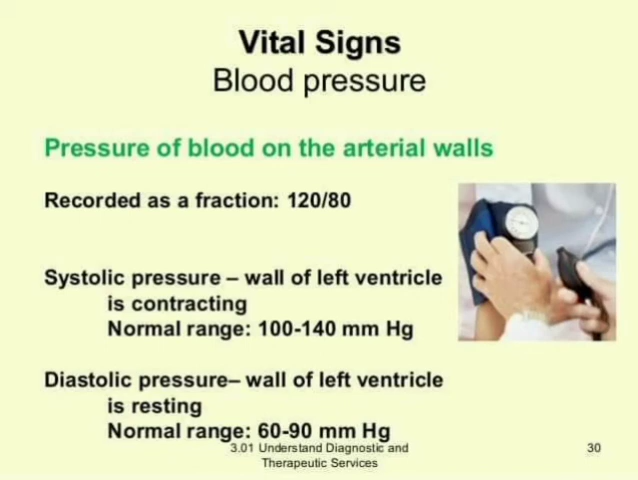 Vital Signs
Blood pressure
Pressure of blood on the arterial walls
Recorded as a fraction: 120/80
Systolic pressure – wall of left ventricle
is contracting
Normal range: 100-140 mm Hg
Diastolic pressure– wall of left ventricle
is resting
Normal range: 60-90 mm Hg
3.01 Understand Diagnostic and
Therapeutic Services
30